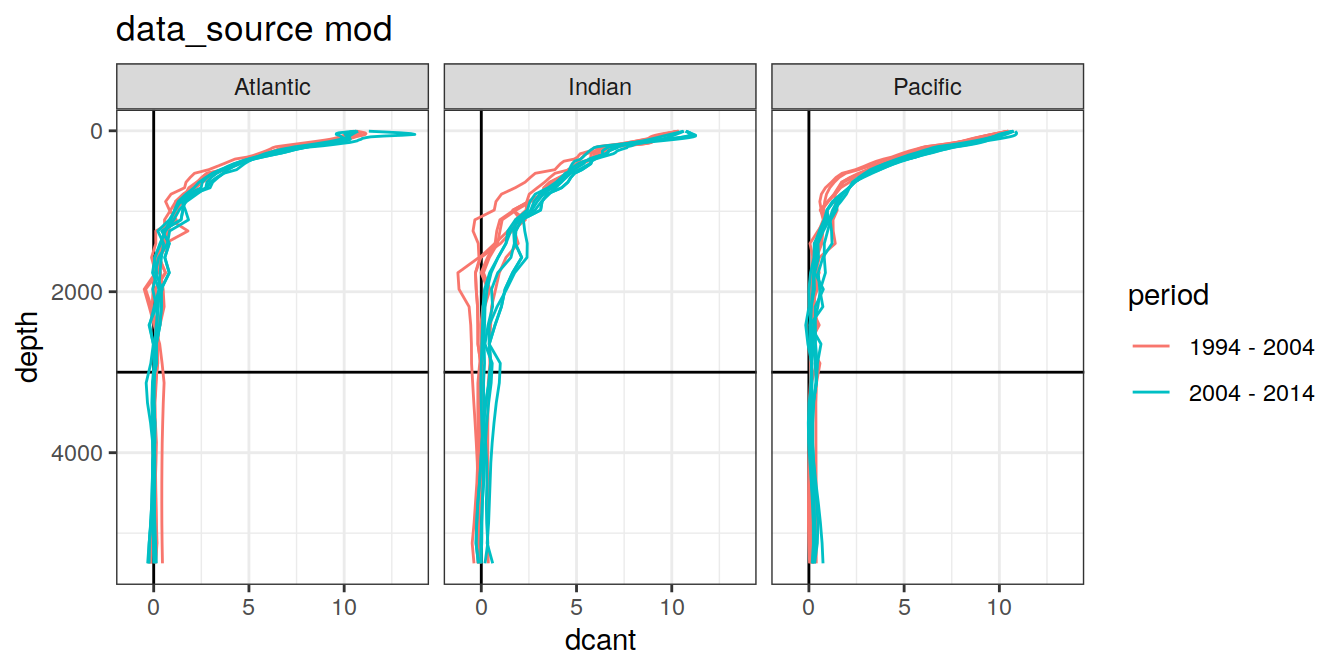 data_source mod
Atlantic
Indian
Pacific
0
2000
4000
depth
0
5
10
0
5
10
0
5
10
dcant
period
1994 - 2004
2004 - 2014